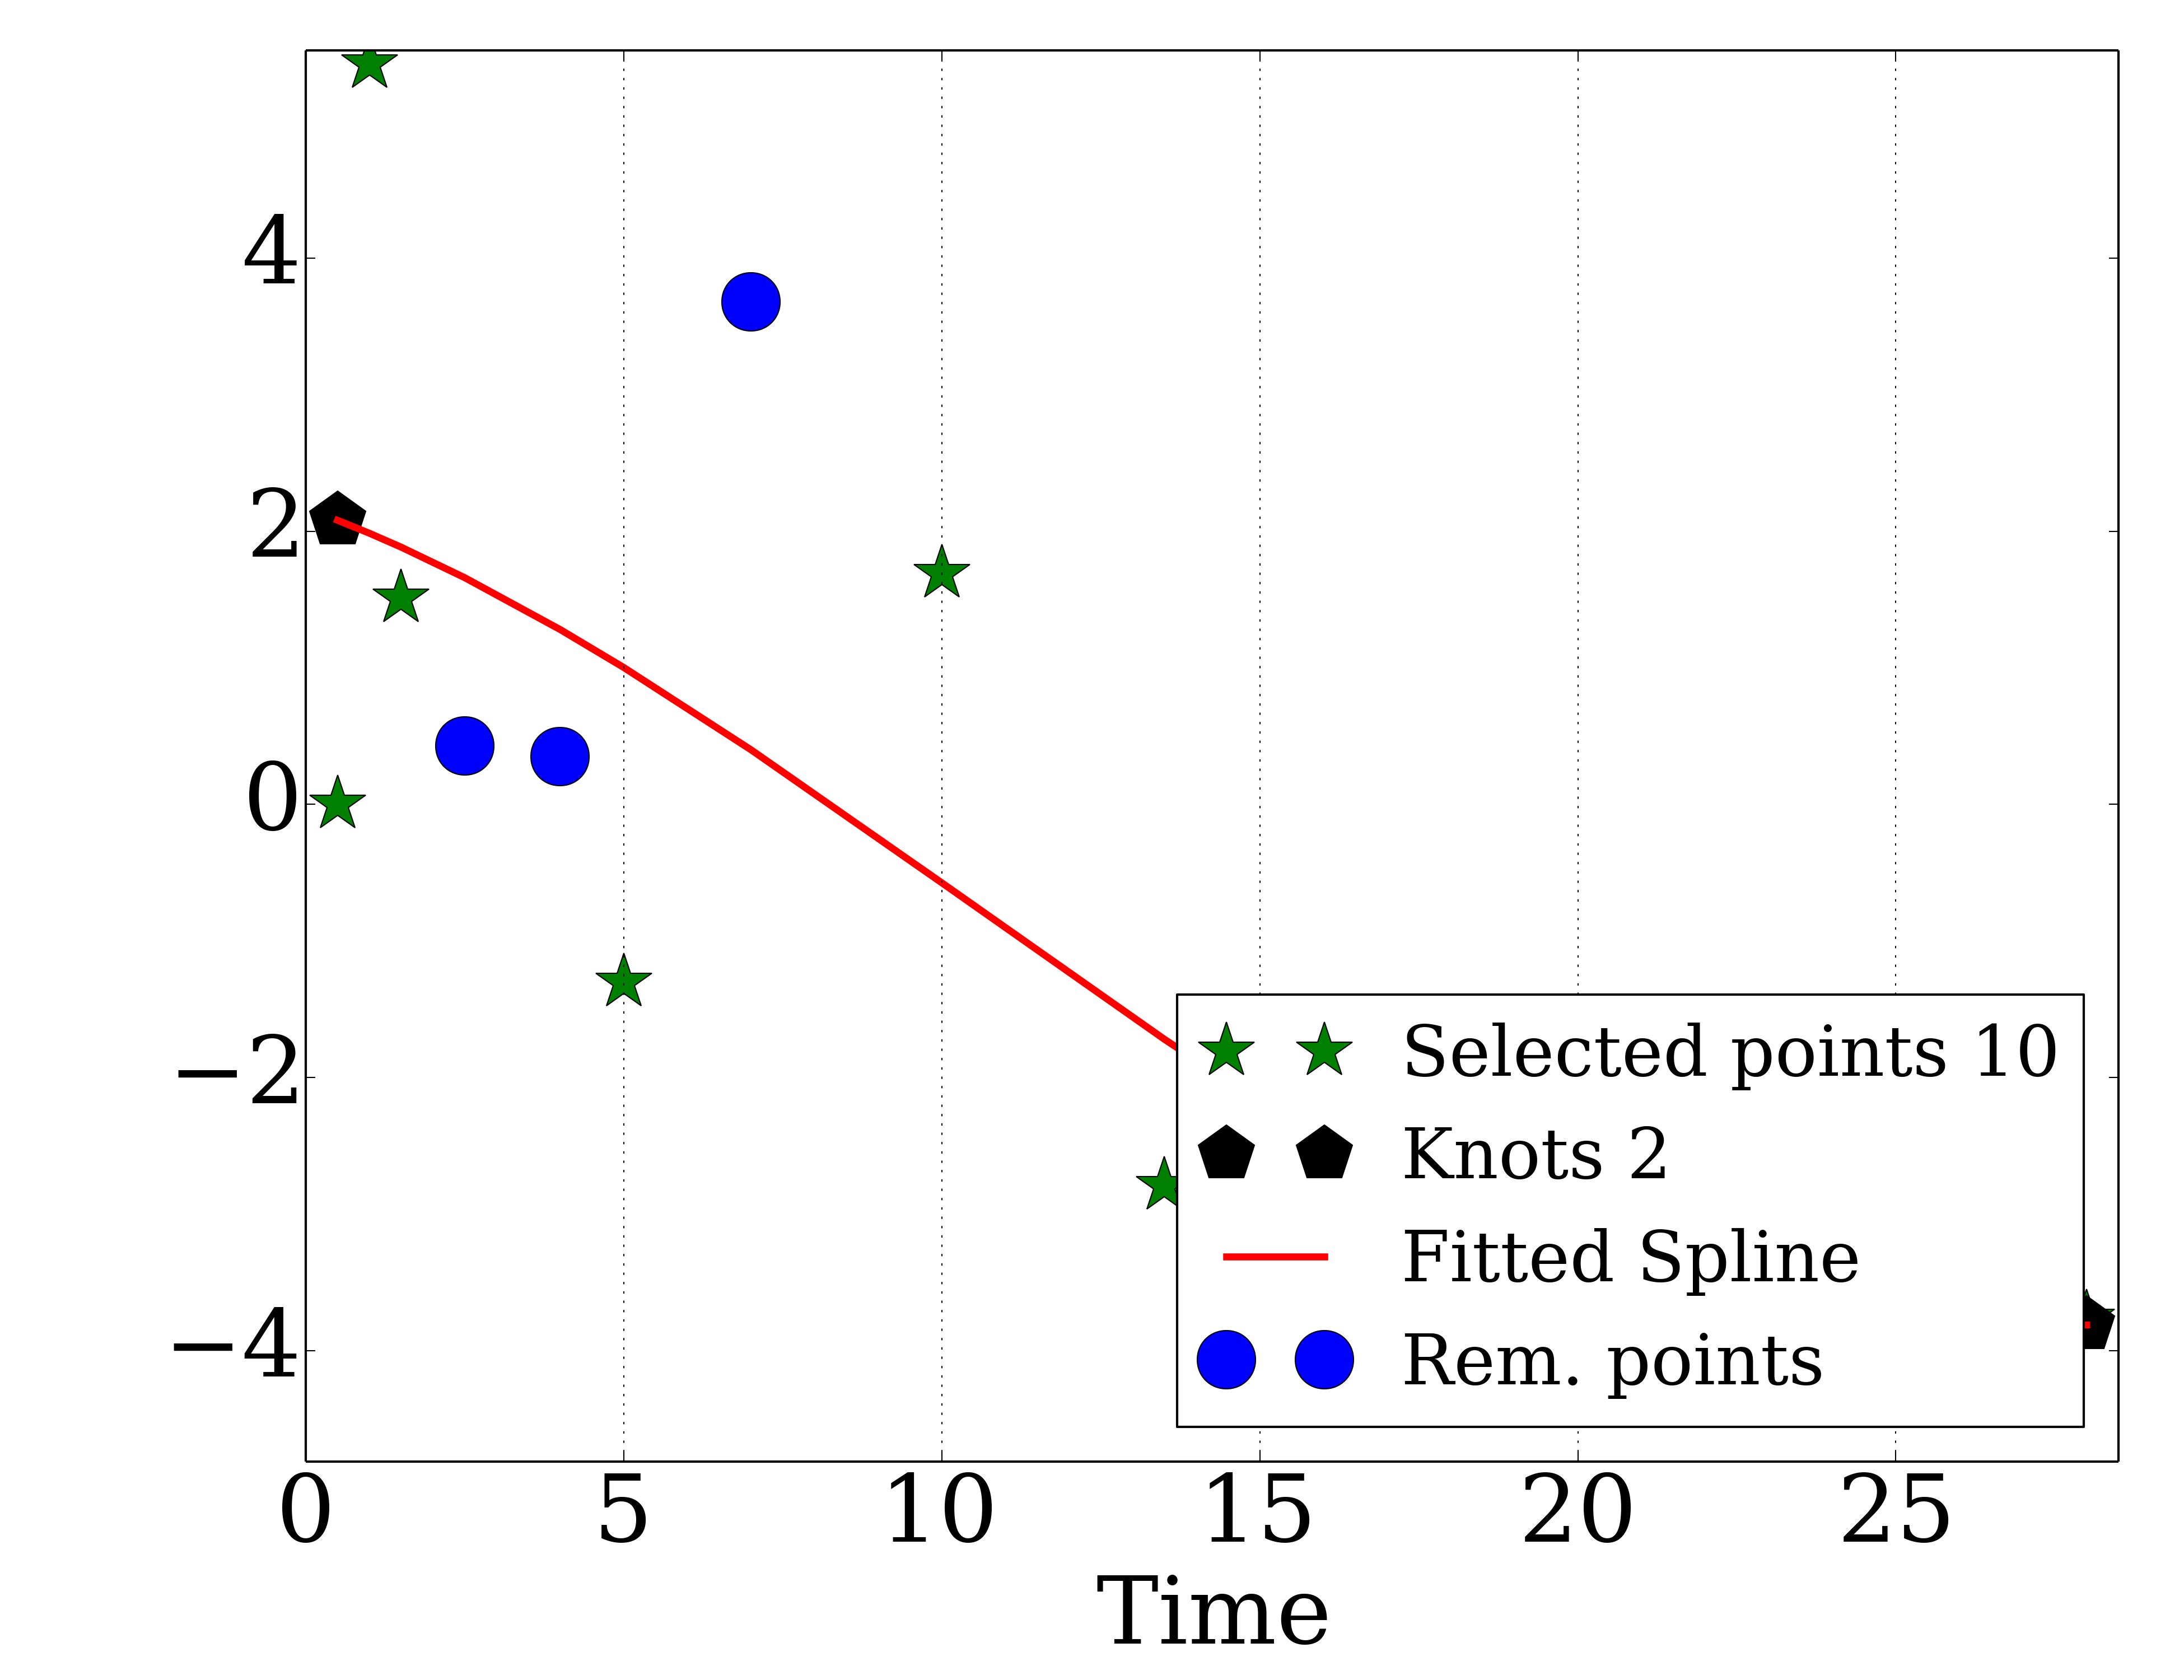 4
2
0
−2
−4
Selected points 10
Knots 2
Fitted Spline
Rem. points
0 5 10 15 20 25
Time